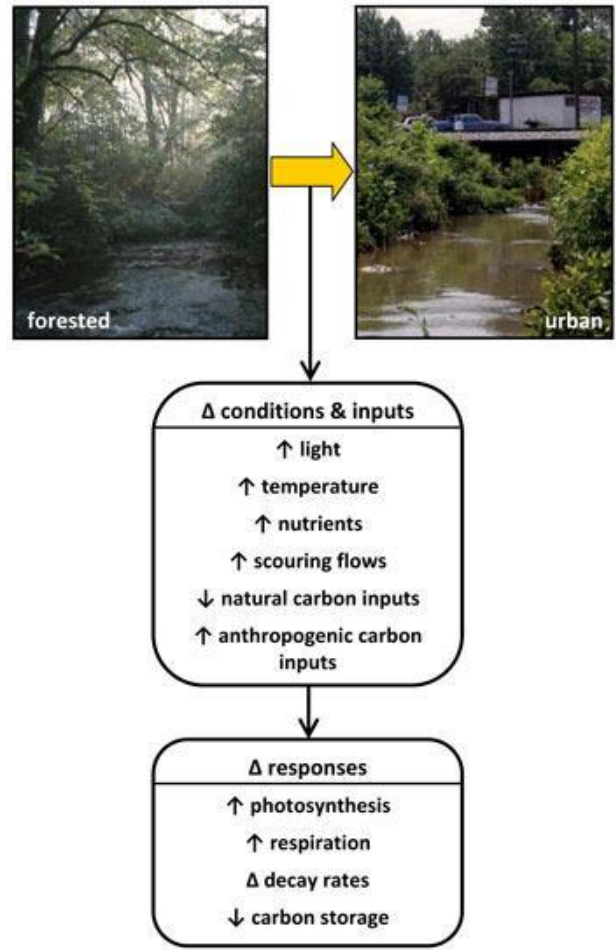 forested
urban
Δ conditions & inputs
↑ light
↑ temperature
↑ nutrients
↑ scouring flows
↓ natural carbon inputs
↑ anthropogenic carbon
inputs
Δ responses
↑ photosynthesis
↑ respiration
Δ decay rates
↓ carbon storage